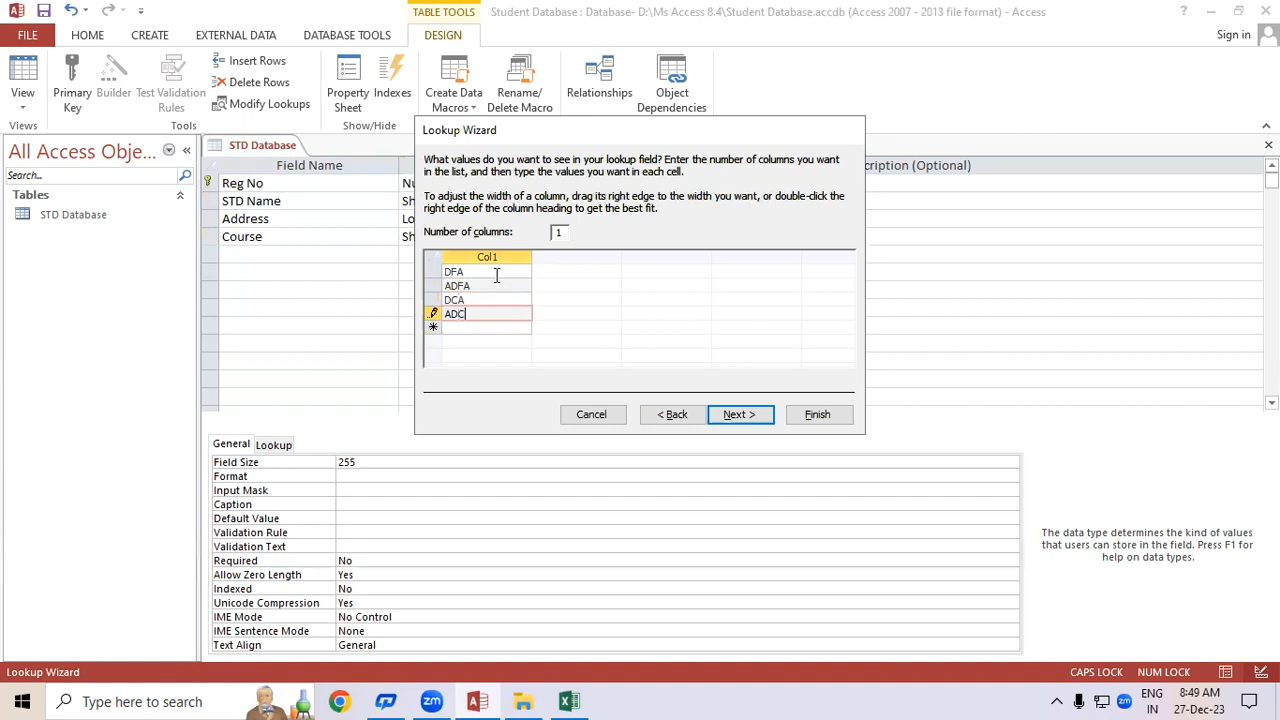 TABLE TOOLS
Student Database : Database- D:\Ms Access 8.4\Student Database.accdb (Access 2007 - 2013 file format) - Access
?
FILE HOME CREATE EXTERNAL DATA DATABASE TOOLS DESIGN
Sign in
View
Primary Key
Builder
Test Validation Rules
Insert Rows
Delete Rows
Modify Lookups
Property Sheet
Indexes
Create Data Macros
Rename/ Delete Macro
Relationships
Object Dependencies
Views
Tools
Show/Hide
All Access Obje...
Search...
Tables
STD Database
STD Database
Field Name
cription (Optional)
Reg No Nu
STD Name Sh
Address Lo
Course Sh
Lookup Wizard
What values do you want to see in your lookup field? Enter the number of columns you want
in the list, and then type the values you want in each cell.
To adjust the width of a column, drag its right edge to the width you want, or double-click the
right edge of the column heading to get the best fit.
Number of columns: 1
Col1
DFA
ADFA
DCA
ADC
Cancel < Back Next > Finish
General Lookup
Field Size 255
Format
Input Mask
Caption
Default Value
Validation Rule
Validation Text
Required No
Allow Zero Length Yes
Indexed No
Unicode Compression Yes
IME Mode No Control
IME Sentence Mode None
Text Align General
The data type determines the kind of values
that users can store in the field. Press F1 for
help on data types.
Lookup Wizard
CAPS LOCK NUM LOCK
Type here to search
zm
zm
ENG
IN
8:49 AM
27-Dec-23